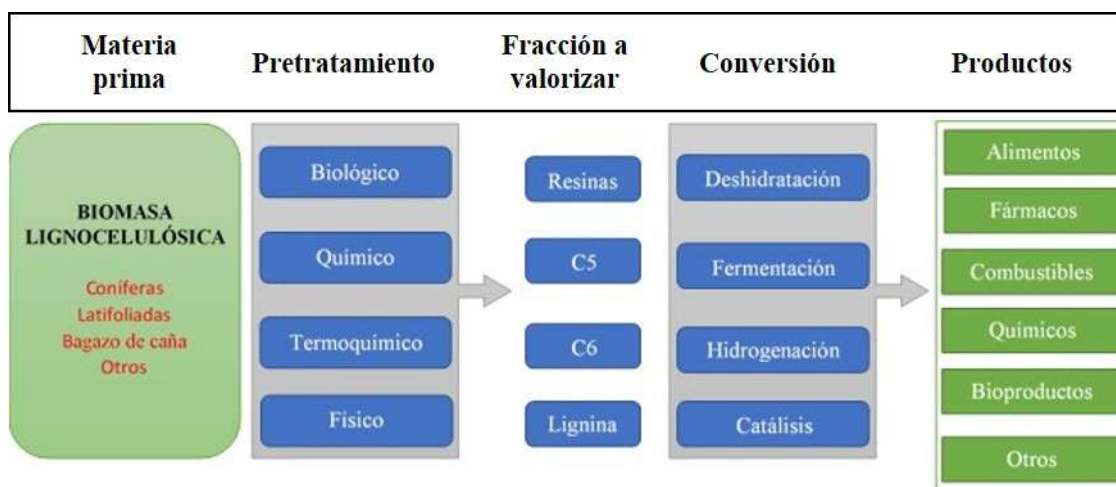 Materia
prima
Pretratamiento
Fracción a
valorizar
Conversión
Productos
BIOMASA
LIGNOCELULÓSICA
Coníferas
Latifoliadas
Bagazo de caña
Otros
Biológico
Químico
Termoquímico
Físico
Resinas
C5
C6
Lignina
Deshidratación
Fermentación
Hidrogenación
Catálisis
Alimentos
Fármacos
Combustibles
Químicos
Bioproductos
Otros